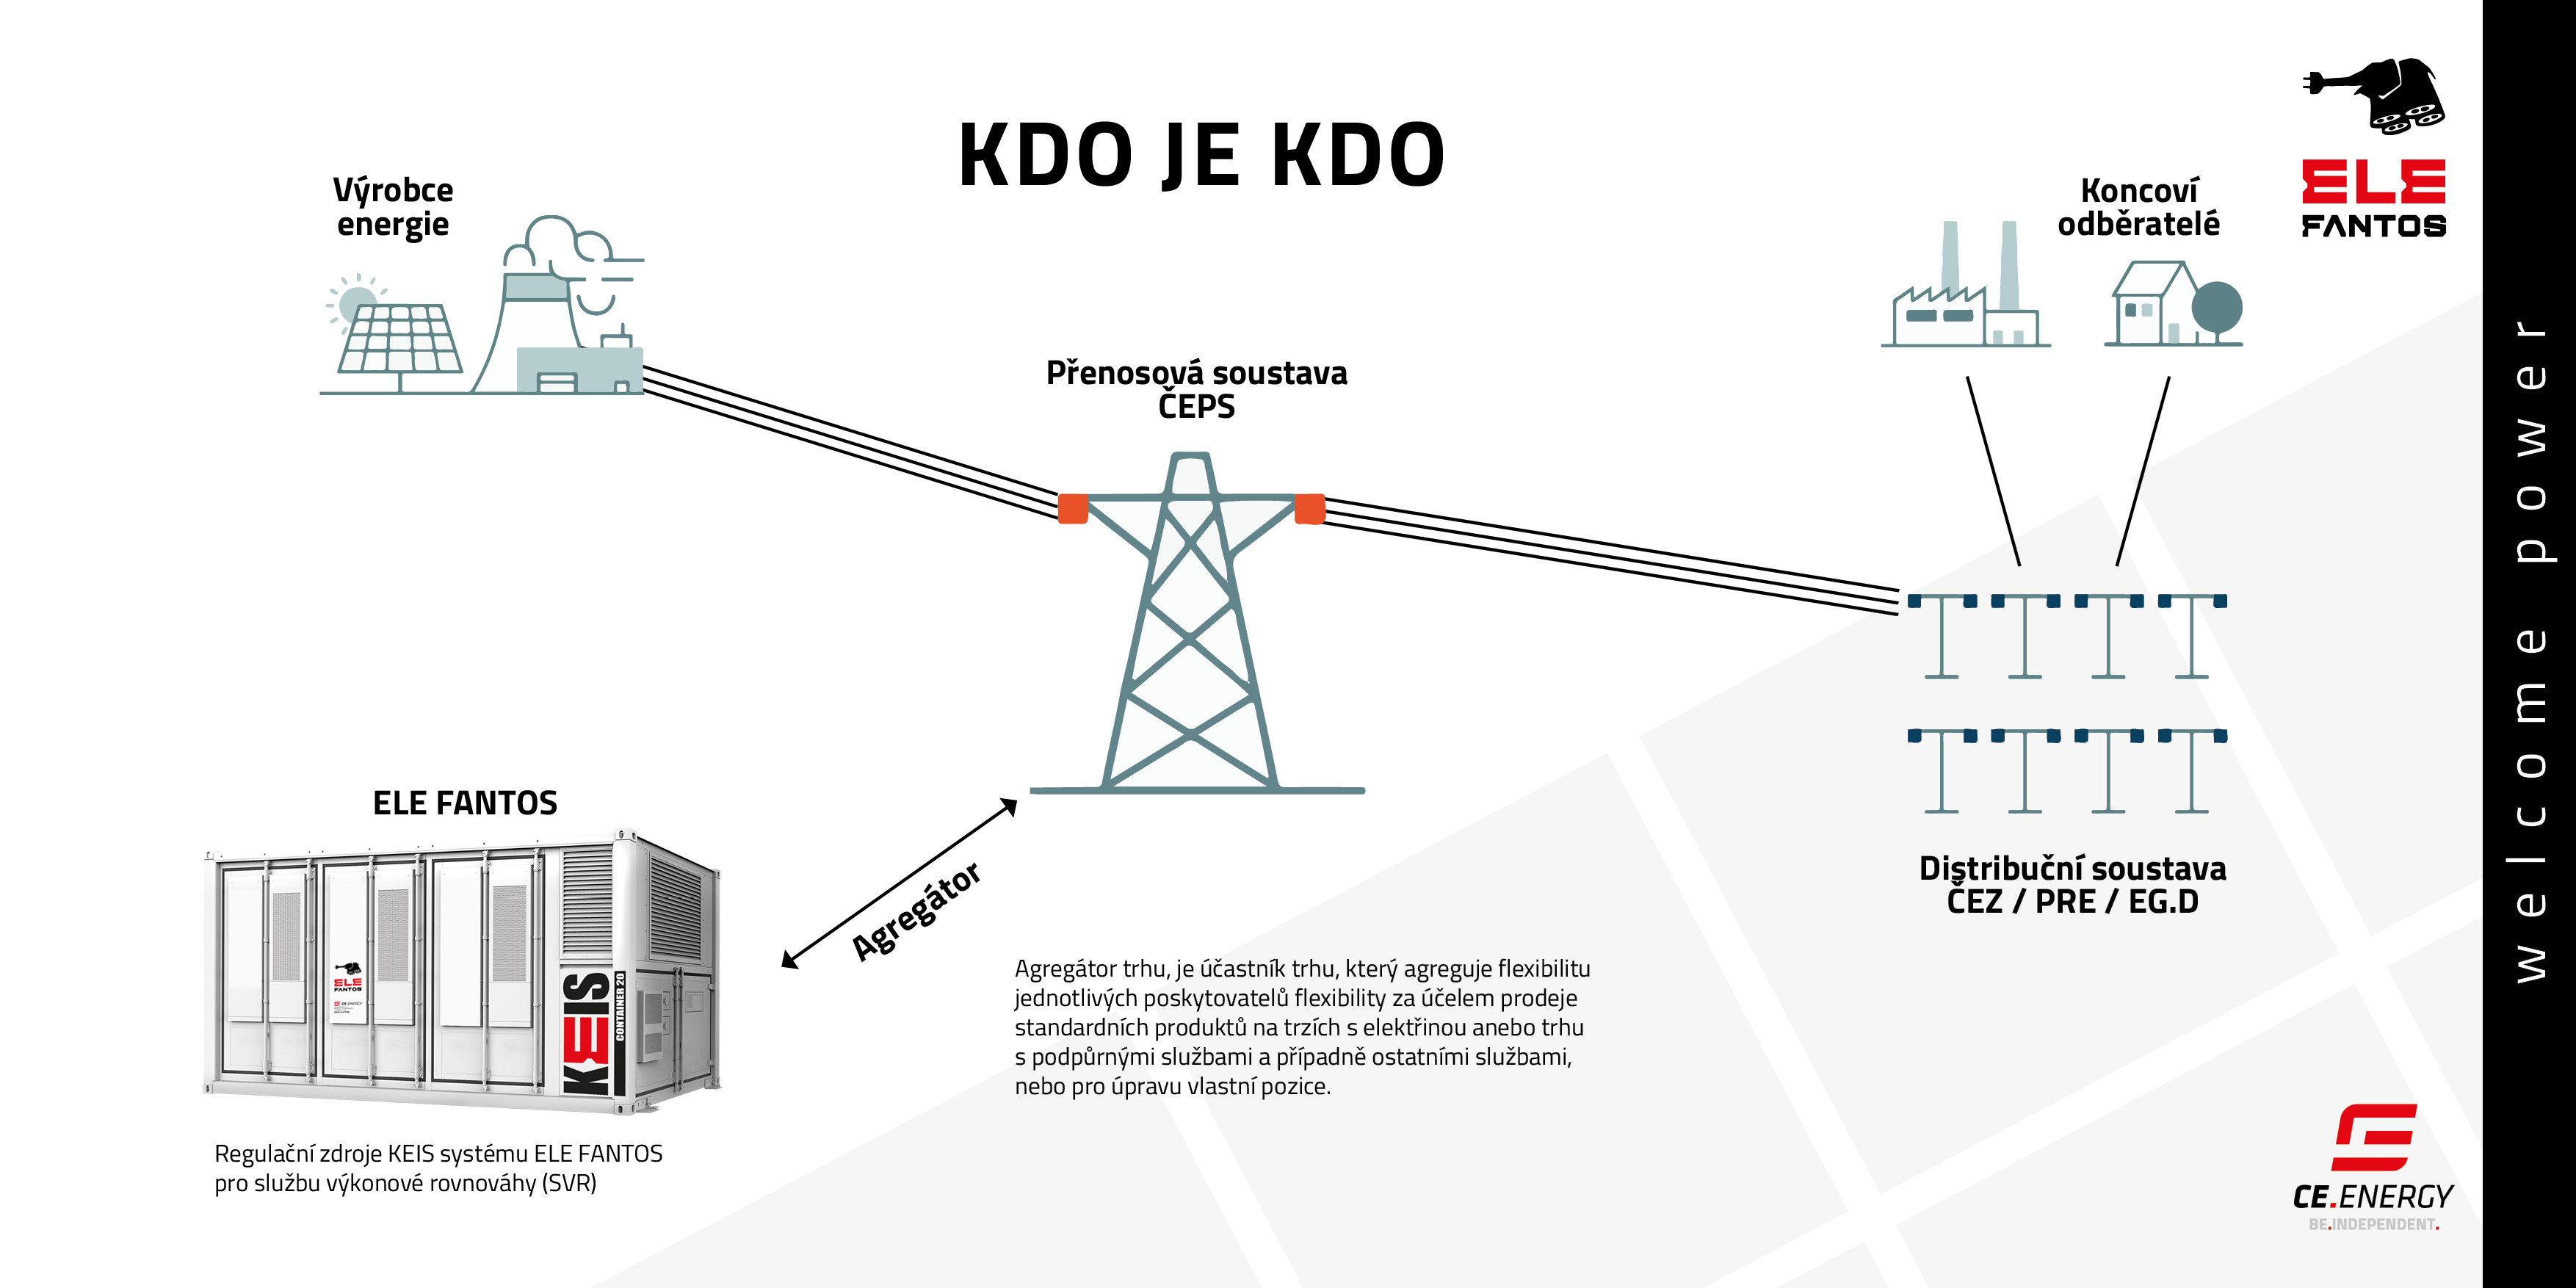 KDO JE KDO
Výrobce
energie
Koncoví
odběratelé
ELE
FANTOS
Přenosová soustava
ČEPS
ELE FANTOS
Agregátor
Distribuční soustava
ČEZ / PRE / EG.D
ELE
FANTOS
KEIS
CONTAINER 20
Agregátor trhu, je účastník trhu, který agreguje flexibilitu
jednotlivých poskytovatelů flexibility za účelem prodeje
standardních produktů na trzích s elektřinou anebo trhu
s podpůrnými službami a případně ostatními službami,
nebo pro úpravu vlastní pozice.
Regulační zdroje KEIS systému ELE FANTOS
pro službu výkonové rovnováhy (SVR)
CE.ENERGY
BE.INDEPENDENT.
welcome power